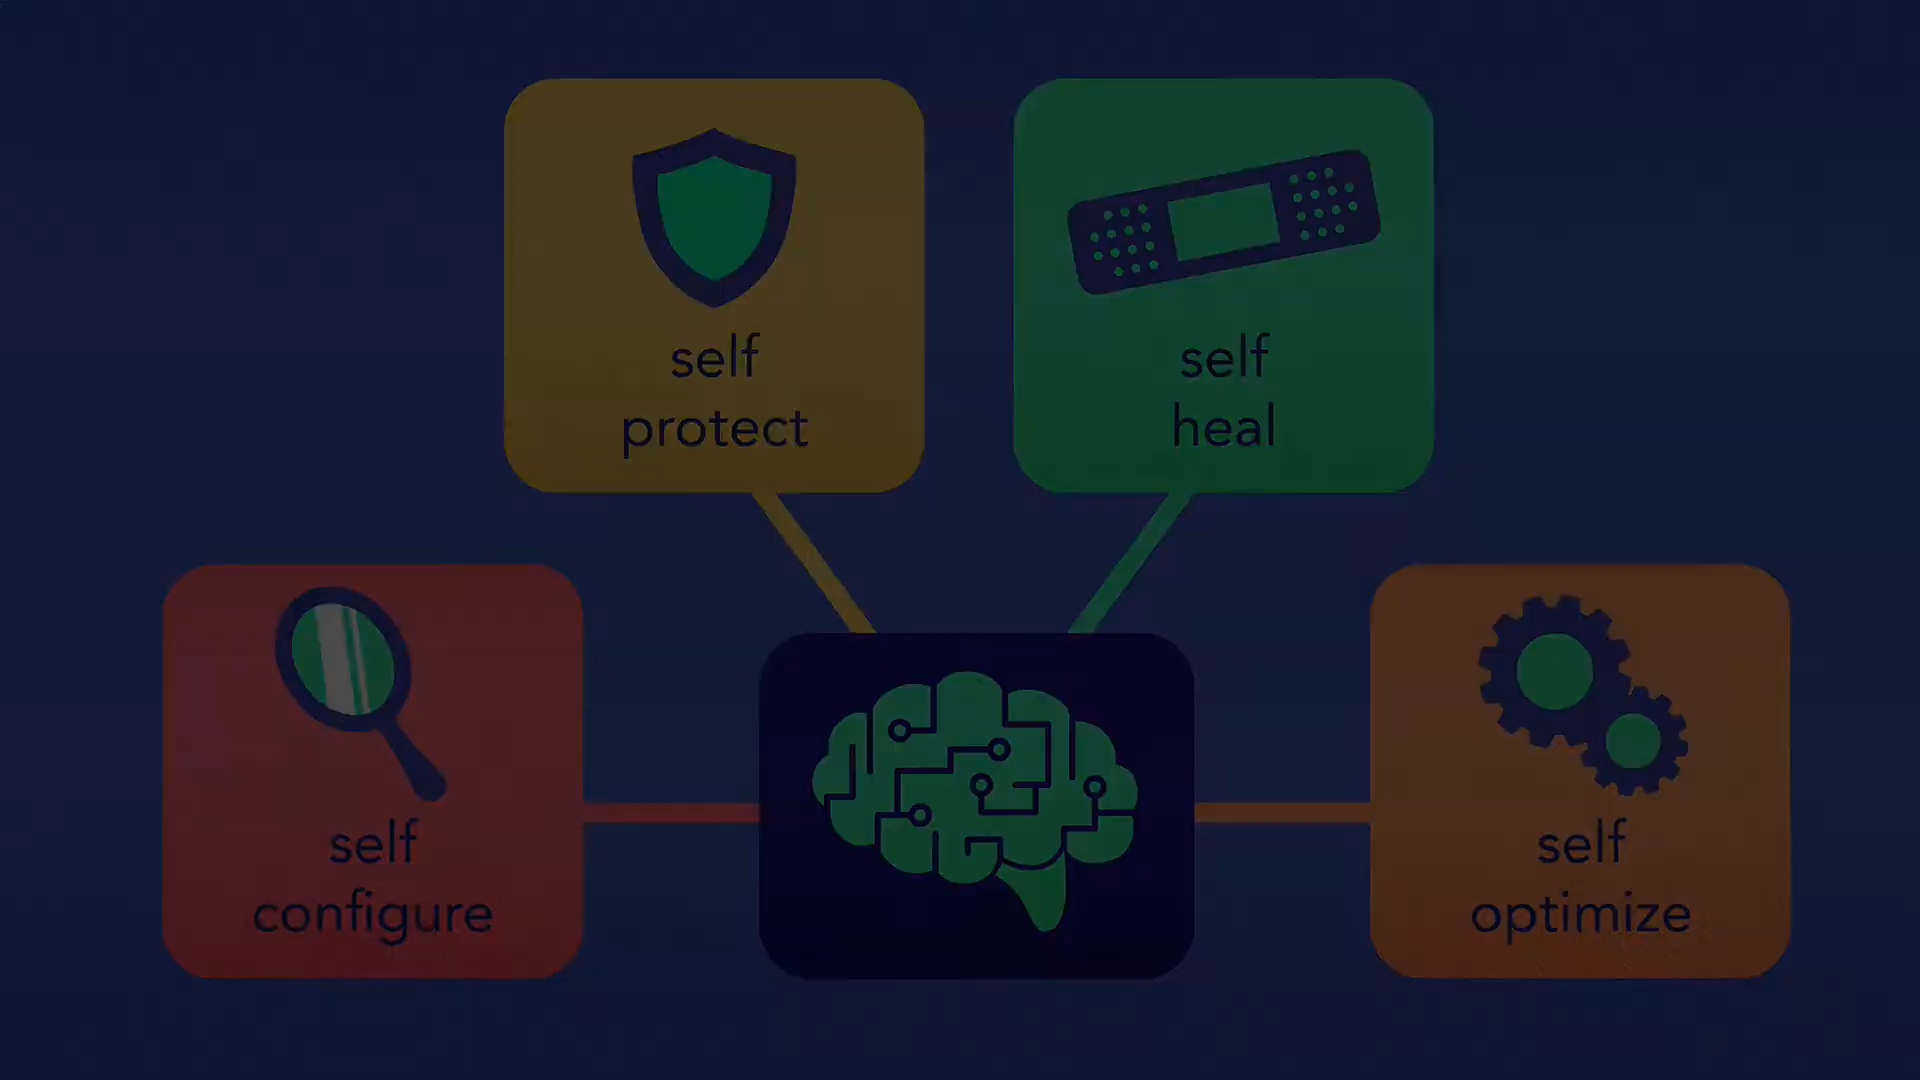 self
protect
self
heal
self
configure
self
optimize